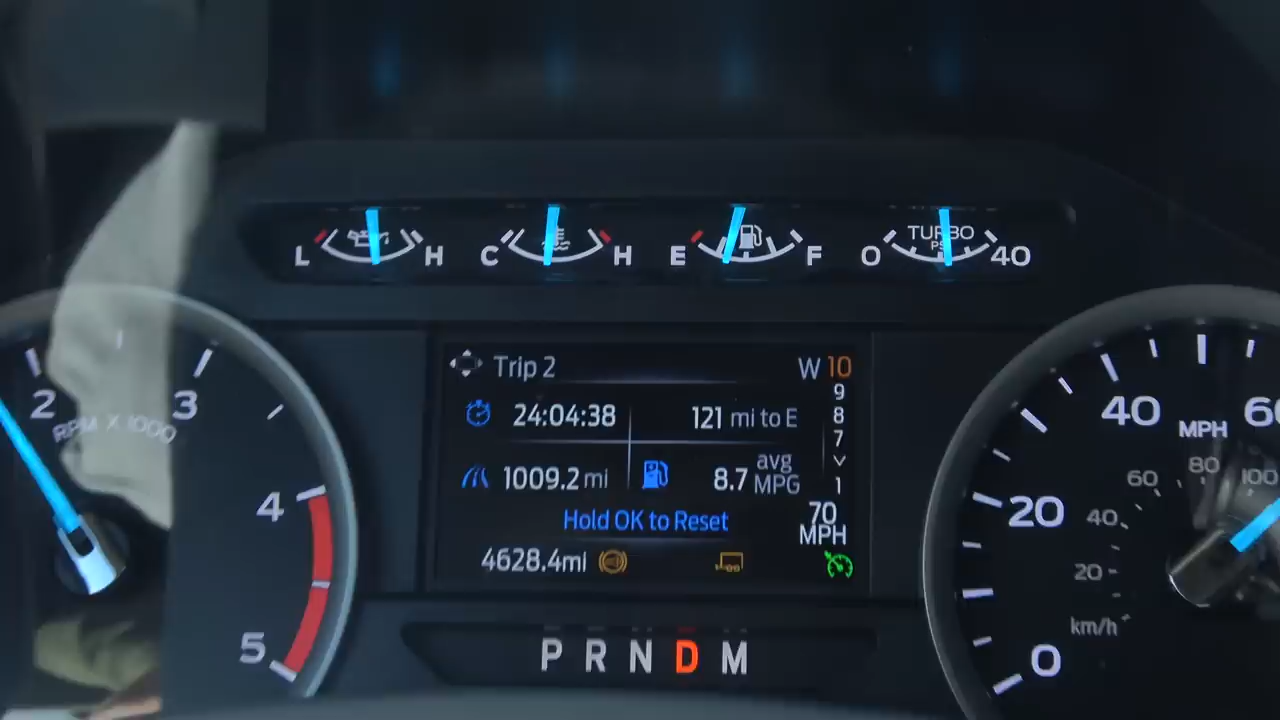 L H C H E F 0 TURBO PSI 40
Trip 2 W 10
9
24:04:38 121 mi to E 8
7
1009.2 mi 8.7 avg MPG 1
Hold OK to Reset 70 MPH
4628.4mi
P R N D M
2 3 4 5
RPM X 1000
0 20 40 60
MPH
20 40 60 80 100
km/h